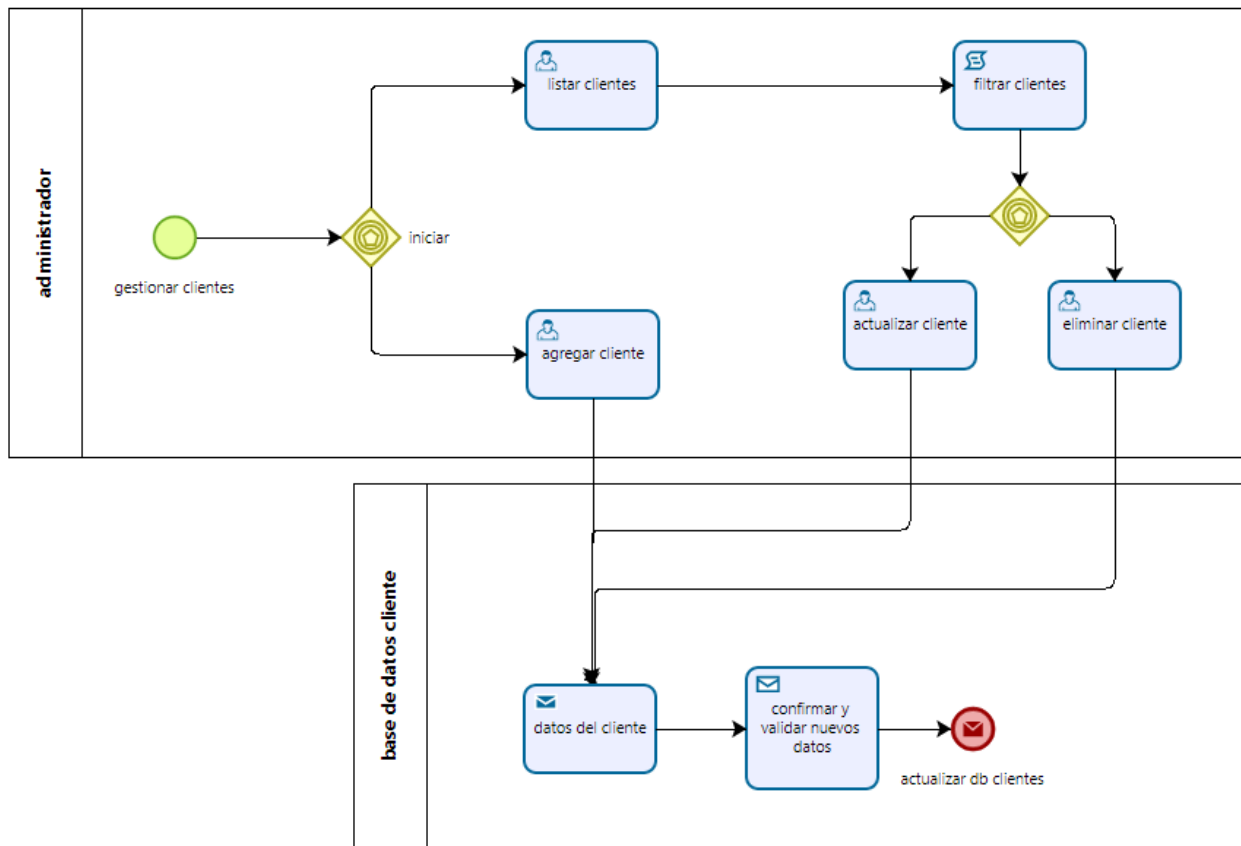 administrador
listar clientes
filtrar clientes
iniciar
gestionar clientes
actualizar cliente
eliminar cliente
agregar cliente
base de datos cliente
datos del cliente
confirmar y
validar nuevos
datos
actualizar db clientes